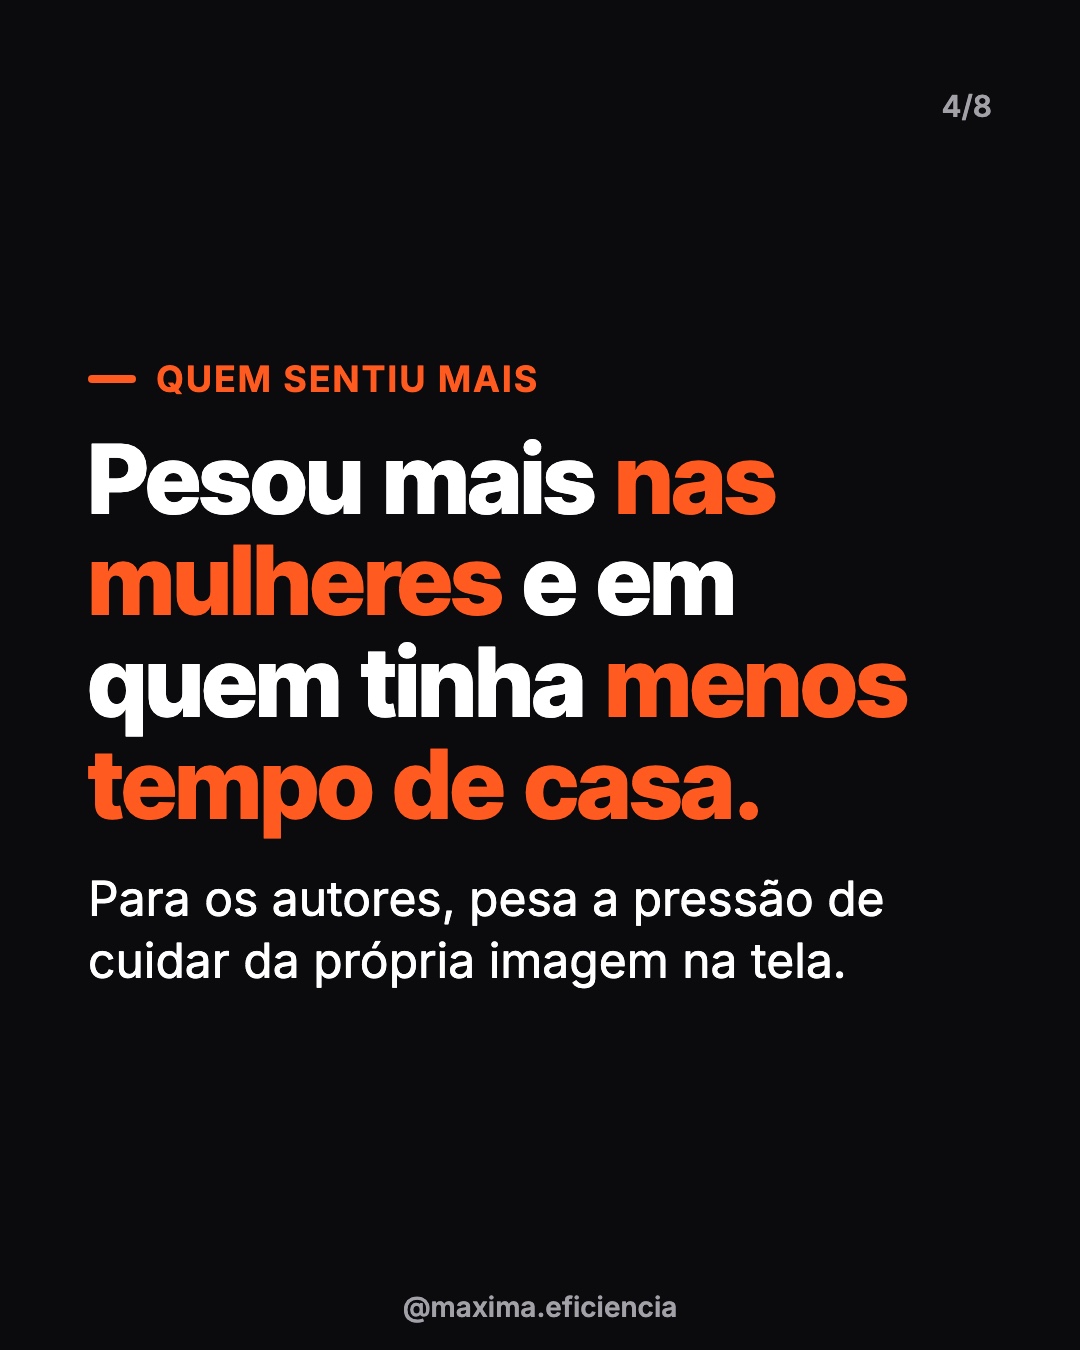 4/8
QUEM SENTIU MAIS
Pesou mais nas
mulheres e em
quem tinha menos
tempo de casa.
Para os autores, pesa a pressão de
cuidar da própria imagem na tela.
@maxima.eficiencia